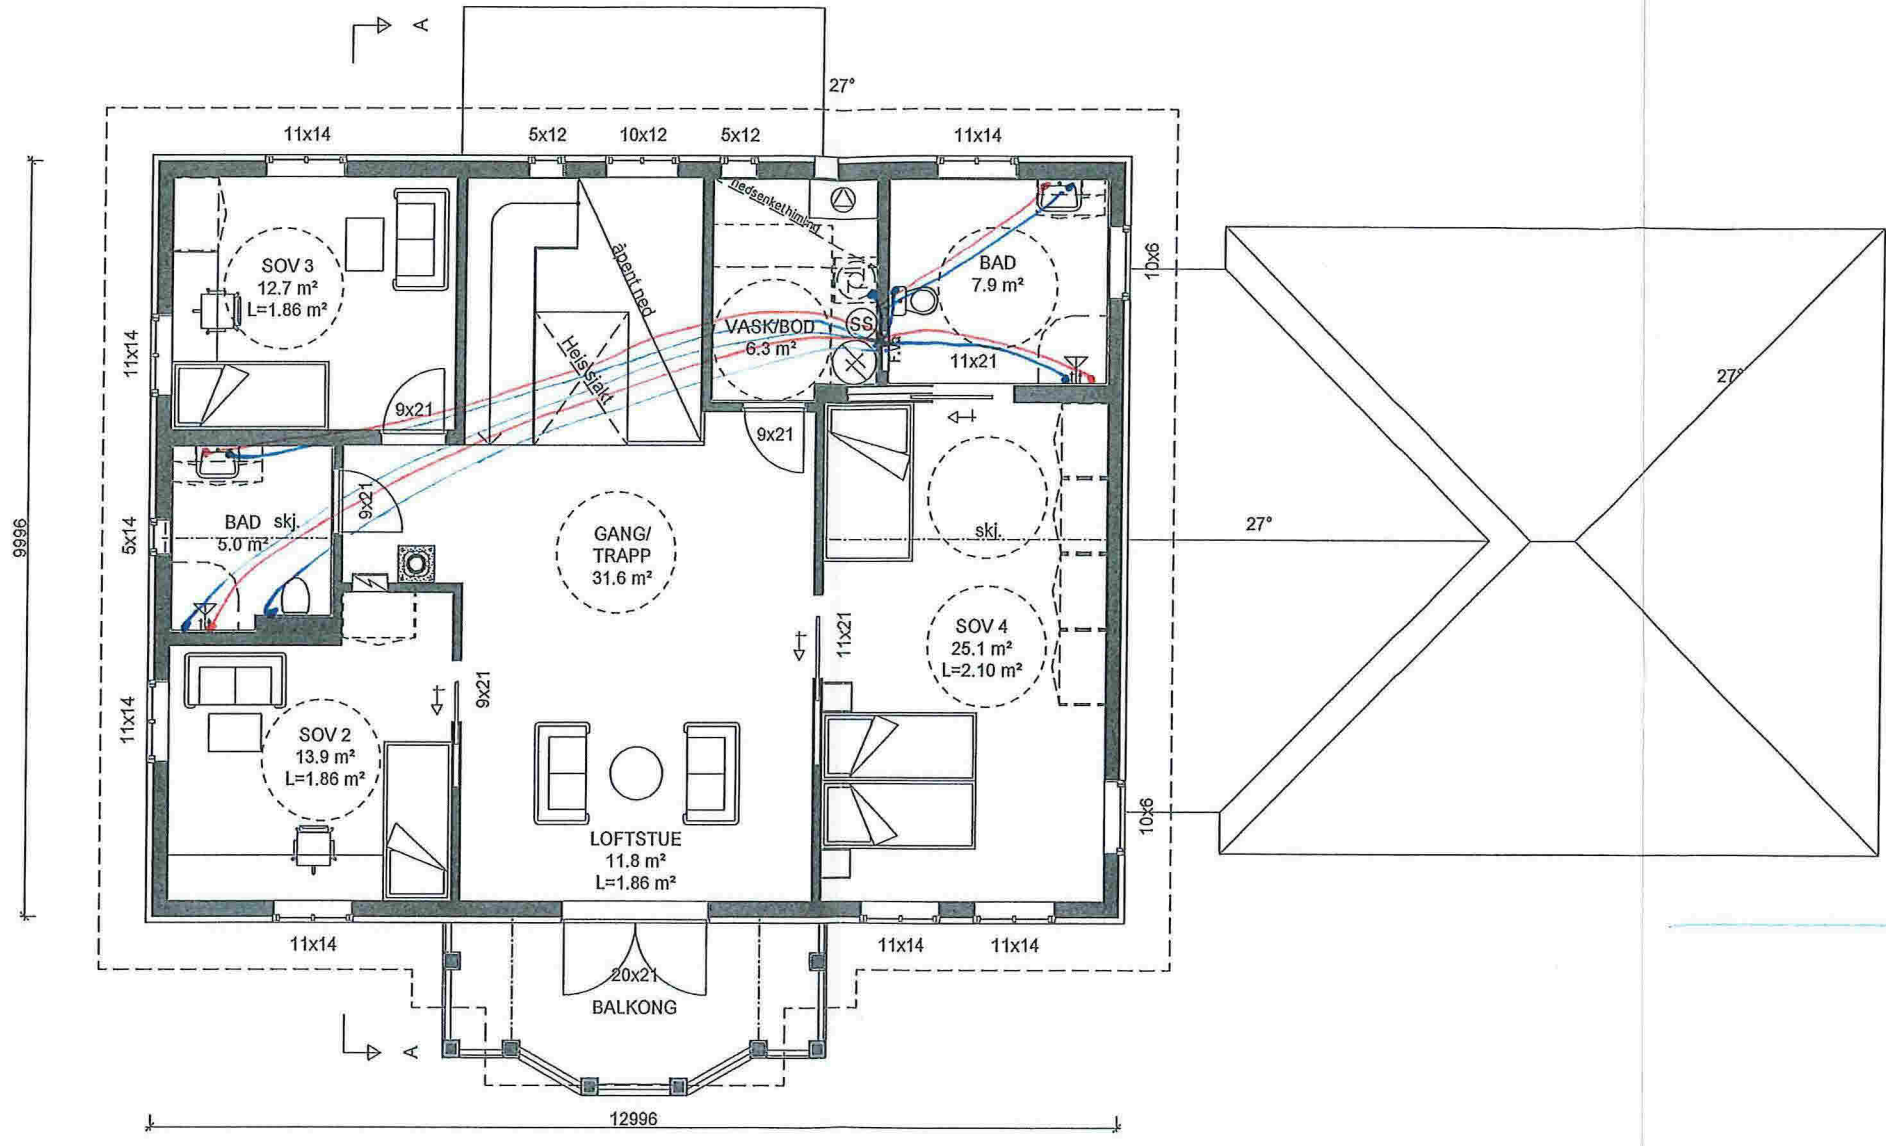 A
27°
11x14
5x12
10x12
5x12
11x14
nedsenket himling
SOV 3
12.7 m²
L=1.86 m²
åpent ned
Heissjakt
BAD
7.9 m²
10x6
VASK/BOD
6.3 m²
SS
11x21
11x14
9x21
9x21
27°
9x21
BAD
5.0 m²
skj.
5x14
9996
GANG/
TRAPP
31.6 m²
skj.
27°
SOV 4
25.1 m²
L=2.10 m²
11x21
9x21
11x14
SOV 2
13.9 m²
L=1.86 m²
LOFTSTUE
11.8 m²
L=1.86 m²
10x6
11x14
11x14
11x14
20x21
BALKONG
A
12996